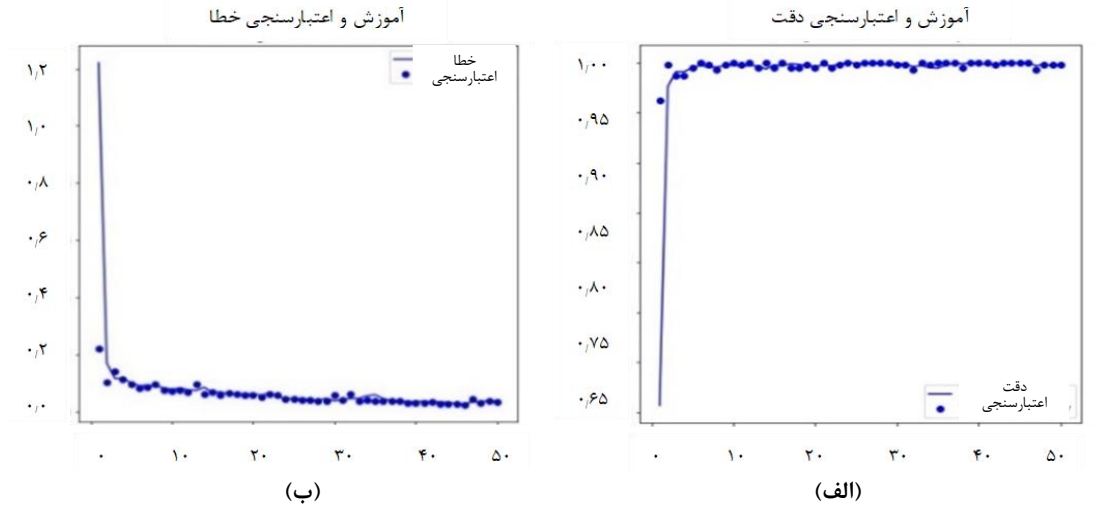 آموزش و اعتبارسنجی دقت
دقت
اعتبارسنجی
۱٫۰۰
۰٫۹۵
۰٫۹۰
۰٫۸۵
۰٫۸۰
۰٫۷۵
۰٫۶۵
۰ ۱۰ ۲۰ ۳۰ ۴۰ ۵۰
(الف)
آموزش و اعتبارسنجی خطا
خطا
اعتبارسنجی
۱٫۲
۱٫۰
۰٫۸
۰٫۶
۰٫۴
۰٫۲
۰٫۰
۰ ۱۰ ۲۰ ۳۰ ۴۰ ۵۰
(ب)